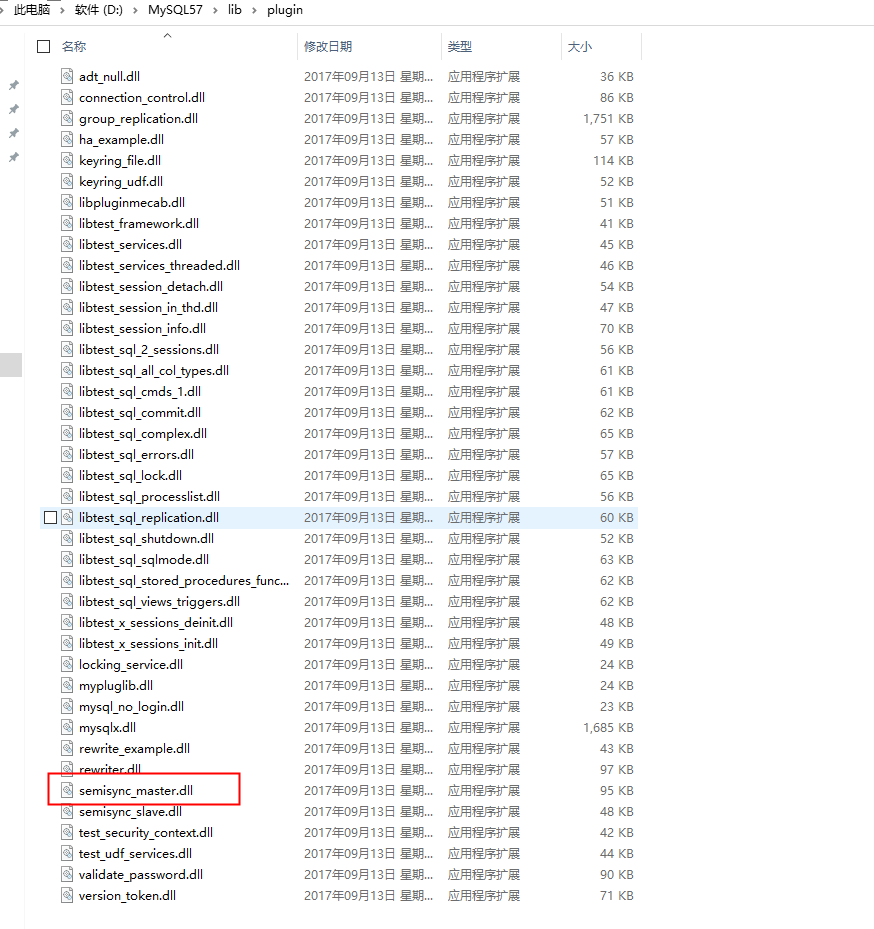 此电脑 > 软件 (D:) > MySQL57 > lib > plugin
名称 修改日期 类型 大小
adt_null.dll 2017年09月13日 星期... 应用程序扩展 36 KB
connection_control.dll 2017年09月13日 星期... 应用程序扩展 86 KB
group_replication.dll 2017年09月13日 星期... 应用程序扩展 1,751 KB
ha_example.dll 2017年09月13日 星期... 应用程序扩展 57 KB
keyring_file.dll 2017年09月13日 星期... 应用程序扩展 114 KB
keyring_udf.dll 2017年09月13日 星期... 应用程序扩展 52 KB
libpluginmecab.dll 2017年09月13日 星期... 应用程序扩展 51 KB
libtest_framework.dll 2017年09月13日 星期... 应用程序扩展 41 KB
libtest_services.dll 2017年09月13日 星期... 应用程序扩展 45 KB
libtest_services_threaded.dll 2017年09月13日 星期... 应用程序扩展 46 KB
libtest_session_detach.dll 2017年09月13日 星期... 应用程序扩展 54 KB
libtest_session_in_thd.dll 2017年09月13日 星期... 应用程序扩展 47 KB
libtest_session_info.dll 2017年09月13日 星期... 应用程序扩展 70 KB
libtest_sql_2_sessions.dll 2017年09月13日 星期... 应用程序扩展 56 KB
libtest_sql_all_col_types.dll 2017年09月13日 星期... 应用程序扩展 61 KB
libtest_sql_cmds_1.dll 2017年09月13日 星期... 应用程序扩展 61 KB
libtest_sql_commit.dll 2017年09月13日 星期... 应用程序扩展 62 KB
libtest_sql_complex.dll 2017年09月13日 星期... 应用程序扩展 65 KB
libtest_sql_errors.dll 2017年09月13日 星期... 应用程序扩展 57 KB
libtest_sql_lock.dll 2017年09月13日 星期... 应用程序扩展 65 KB
libtest_sql_processlist.dll 2017年09月13日 星期... 应用程序扩展 56 KB
libtest_sql_replication.dll 2017年09月13日 星期... 应用程序扩展 60 KB
libtest_sql_shutdown.dll 2017年09月13日 星期... 应用程序扩展 52 KB
libtest_sql_sqlmode.dll 2017年09月13日 星期... 应用程序扩展 63 KB
libtest_sql_stored_procedures_func... 2017年09月13日 星期... 应用程序扩展 62 KB
libtest_sql_views_triggers.dll 2017年09月13日 星期... 应用程序扩展 62 KB
libtest_x_sessions_deinit.dll 2017年09月13日 星期... 应用程序扩展 48 KB
libtest_x_sessions_init.dll 2017年09月13日 星期... 应用程序扩展 49 KB
locking_service.dll 2017年09月13日 星期... 应用程序扩展 24 KB
mypluglib.dll 2017年09月13日 星期... 应用程序扩展 24 KB
mysql_no_login.dll 2017年09月13日 星期... 应用程序扩展 23 KB
mysqlx.dll 2017年09月13日 星期... 应用程序扩展 1,685 KB
rewrite_example.dll 2017年09月13日 星期... 应用程序扩展 43 KB
rewriter.dll 2017年09月13日 星期... 应用程序扩展 97 KB
semisync_master.dll 2017年09月13日 星期... 应用程序扩展 95 KB
semisync_slave.dll 2017年09月13日 星期... 应用程序扩展 48 KB
test_security_context.dll 2017年09月13日 星期... 应用程序扩展 42 KB
test_udf_services.dll 2017年09月13日 星期... 应用程序扩展 44 KB
validate_password.dll 2017年09月13日 星期... 应用程序扩展 90 KB
version_token.dll 2017年09月13日 星期... 应用程序扩展 71 KB